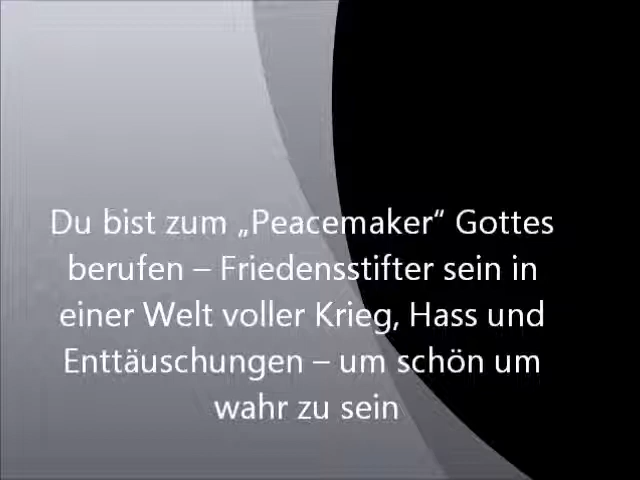 Du bist zum „Peacemaker“ Gottes
berufen – Friedensstifter sein in
einer Welt voller Krieg, Hass und
Enttäuschungen – um schön um
wahr zu sein